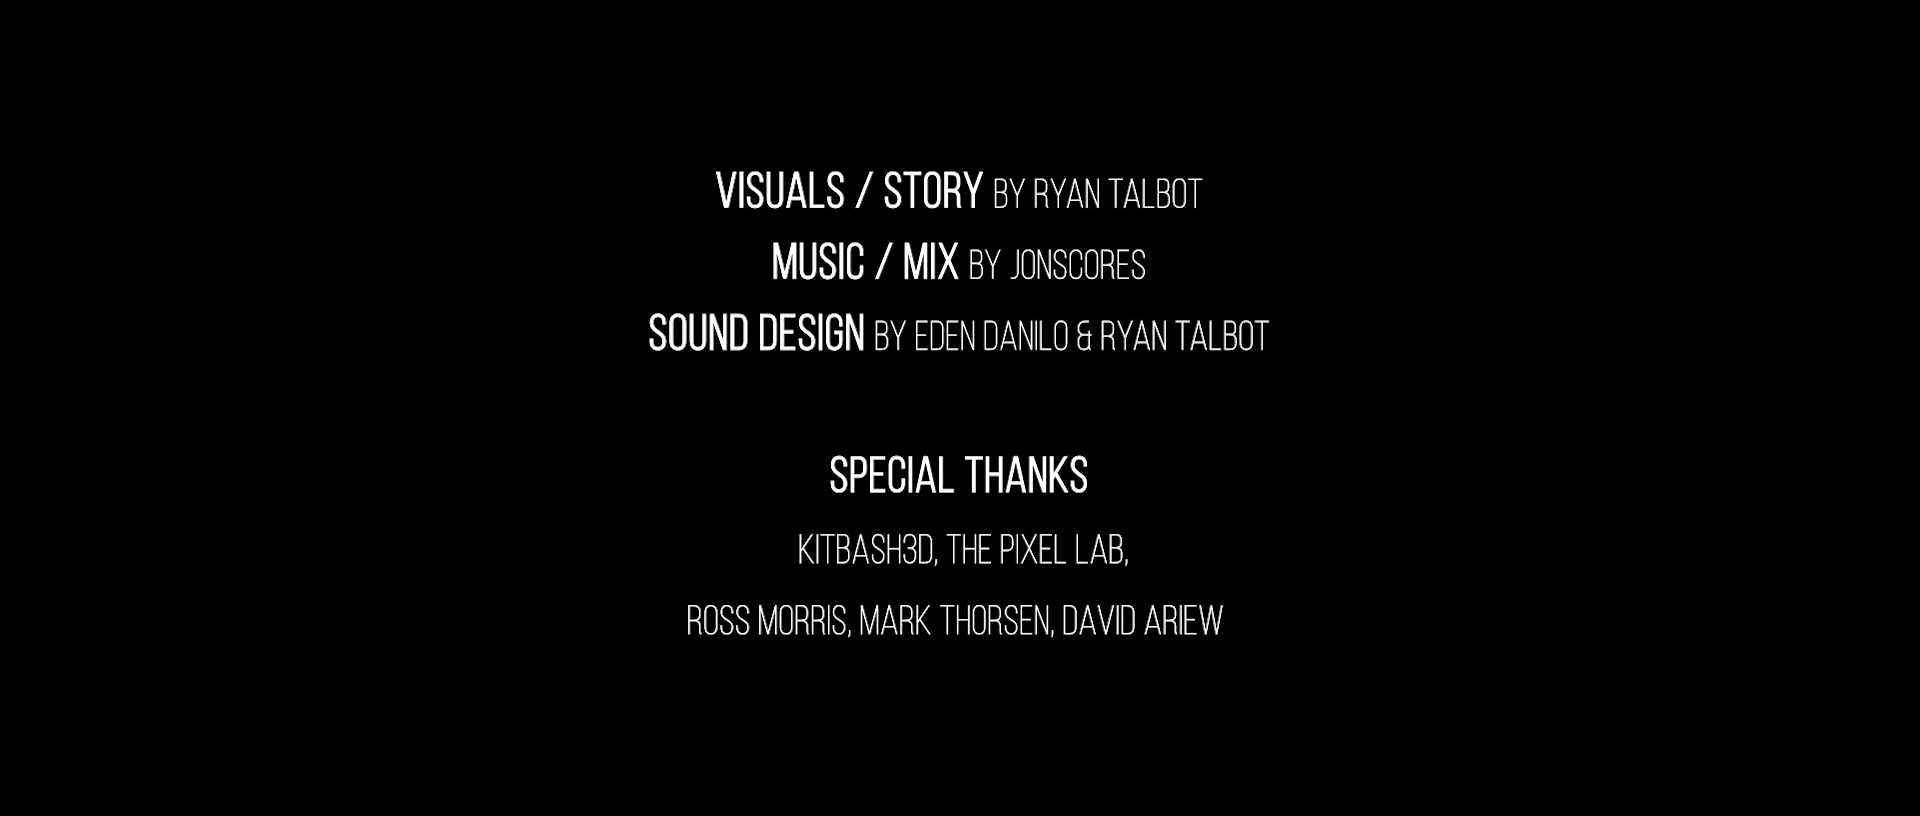 VISUALS / STORY BY RYAN TALBOT
MUSIC / MIX BY JONSCORES
SOUND DESIGN BY EDEN DANILO & RYAN TALBOT
SPECIAL THANKS
KITBASH3D, THE PIXEL LAB,
ROSS MORRIS, MARK THORSEN, DAVID ARIEW